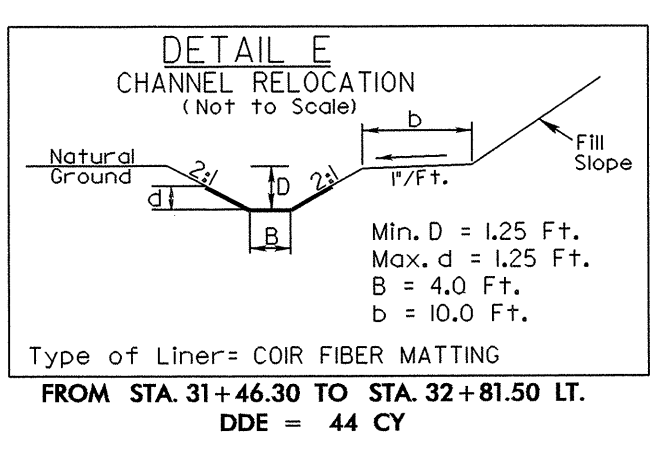 DETAIL E
CHANNEL RELOCATION
(Not to Scale)
b
Natural
Ground
2:1
D
2:1
1"/Ft.
Fill
Slope
d
B
Min. D = 1.25 Ft.
Max. d = 1.25 Ft.
B = 4.0 Ft.
b = 10.0 Ft.
Type of Liner= COIR FIBER MATTING
FROM STA. 31+46.30 TO STA. 32+81.50 LT.
DDE = 44 CY